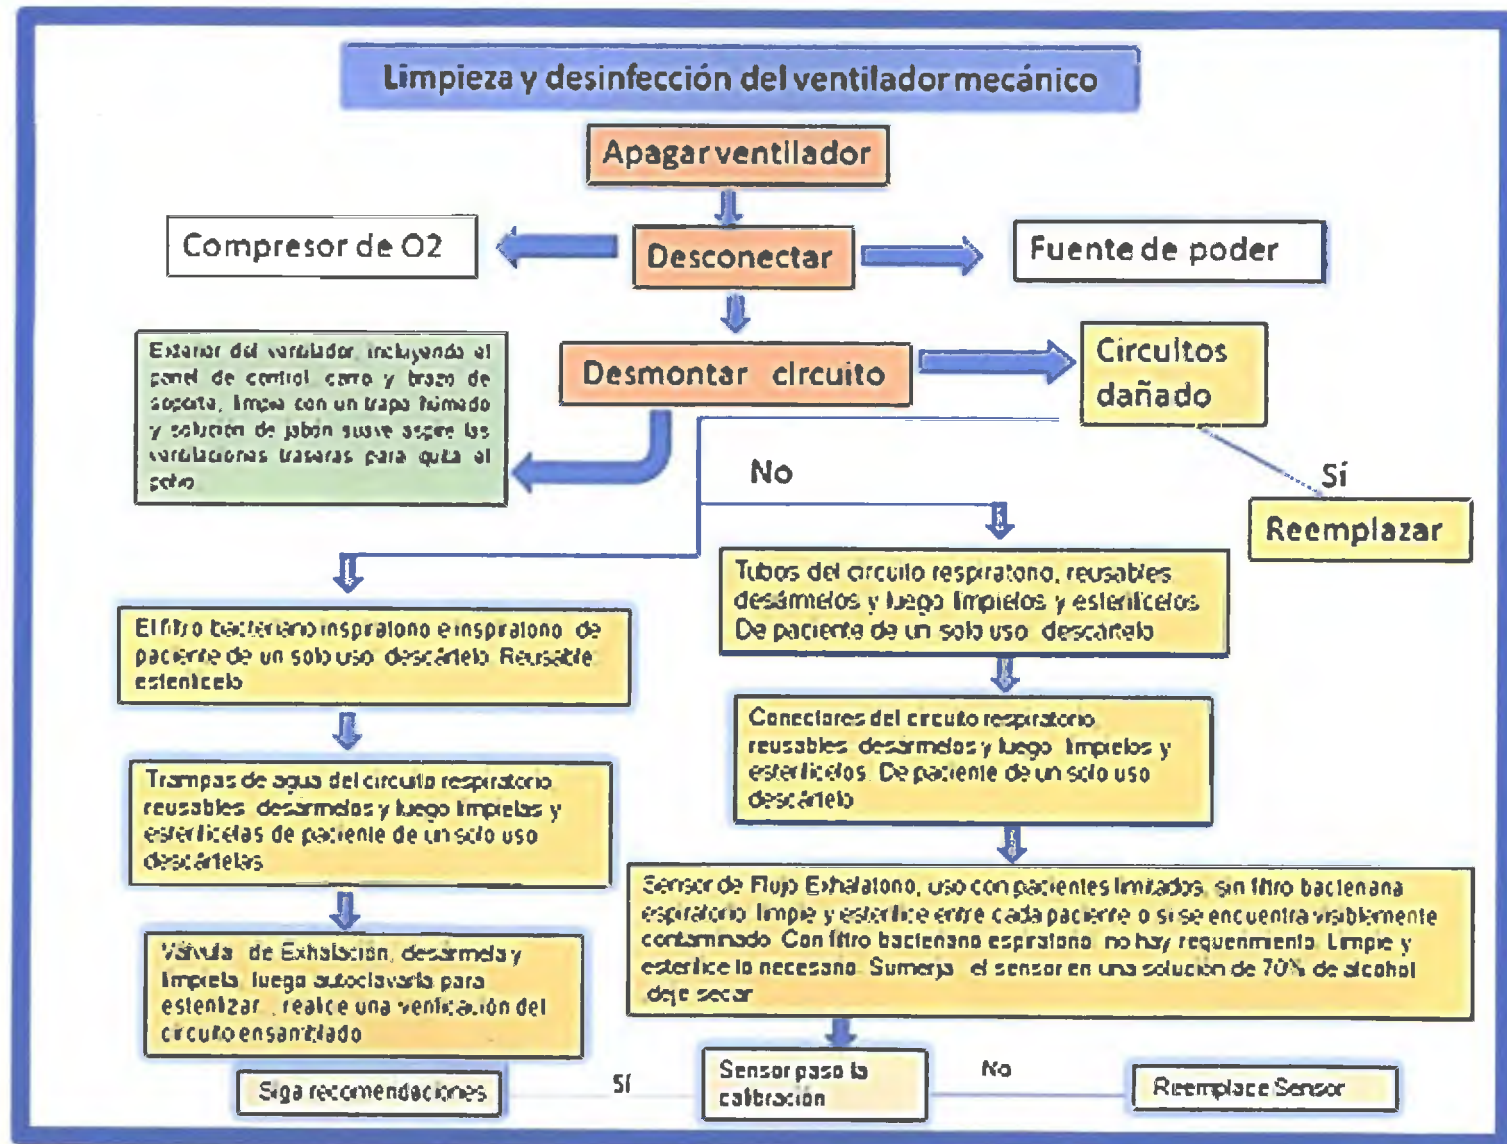 Limpieza y desinfección del ventilador mecánico
Apagar ventilador
Compresor de O2
Desconectar
Fuente de poder
Exterior del ventilador, incluyendo el
panel de control, carro y brazo de
soporte, limpia con un trapo húmedo
y solución de jabón suave aspire las
ventilaciones traseras para quita el
polvo
Desmontar circuito
Circuitos
dañado
No
Sí
Reemplazar
Tubos del circuito respiratorio, reusables
desármelos y luego límpielos y esterilícelos
De paciente de un solo uso descártelo
El filtro bacteriano inspiratorio e inspiratorio de
paciente de un solo uso descártelo Reusable
esterilícelo
Conectores del circuito respiratorio
reusables desármelos y luego límpielos y
esterilícelos. De paciente de un solo uso
descártelo
Trampas de agua del circuito respiratorio
reusables desármelos y luego límpielas y
esterilícelas de paciente de un solo uso
descártelas
Sensor de Flujo Exhalatorio, uso con pacientes limitados, sin filtro bacteriana
espiratorio limpie y esterilice entre cada paciente o si se encuentra visiblemente
contaminado Con filtro bacteriano espiratorio no hay requerimiento Limpie y
esterilice lo necesario Sumerja el sensor en una solución de 70% de alcohol
deje secar
Válvula de Exhalación, desármela y
límpiela, luego autoclavarla para
esterilizar , realice una verificación del
circuito ensamblado
Siga recomendaciones
Sí
Sensor paso la
calibración
No
Reemplace Sensor